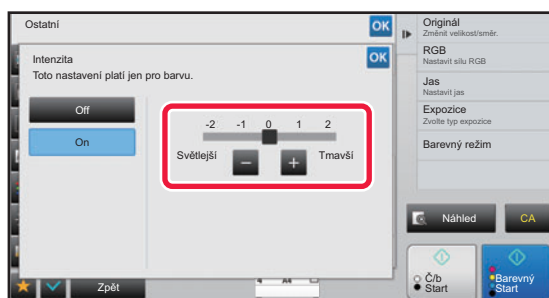 Ostatní
OK
Intenzita
OK
Toto nastavení platí jen pro barvu.
Off
On
-2 -1 0 1 2
Světlejší
−
+
Tmavší
Zpět
A4
Originál
Změnit velikost/směr.
RGB
Nastavit sílu RGB
Jas
Nastavit jas
Expozice
Zvolte typ expozice
Barevný režim
Náhled
CA
Č/b
Start
Barevný
Start